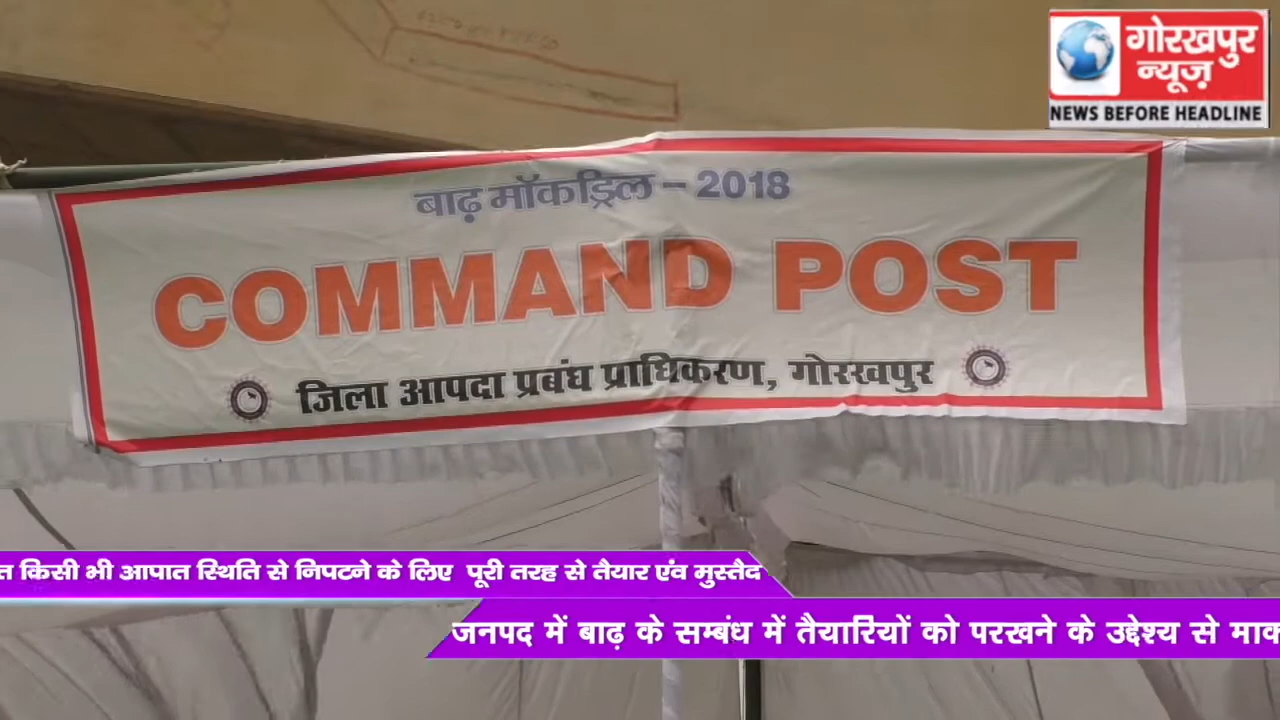 गोरखपुर
न्यूज़
NEWS BEFORE HEADLINE
बाढ़ मॉकड्रिल – 2018
COMMAND POST
जिला आपदा प्रबंध प्राधिकरण, गोरखपुर
त किसी भी आपात स्थिति से निपटने के लिए पूरी तरह से तैयार एंव मुस्तैद
जनपद में बाढ़ के सम्बंध में तैयारियों को परखने के उद्देश्य से माक